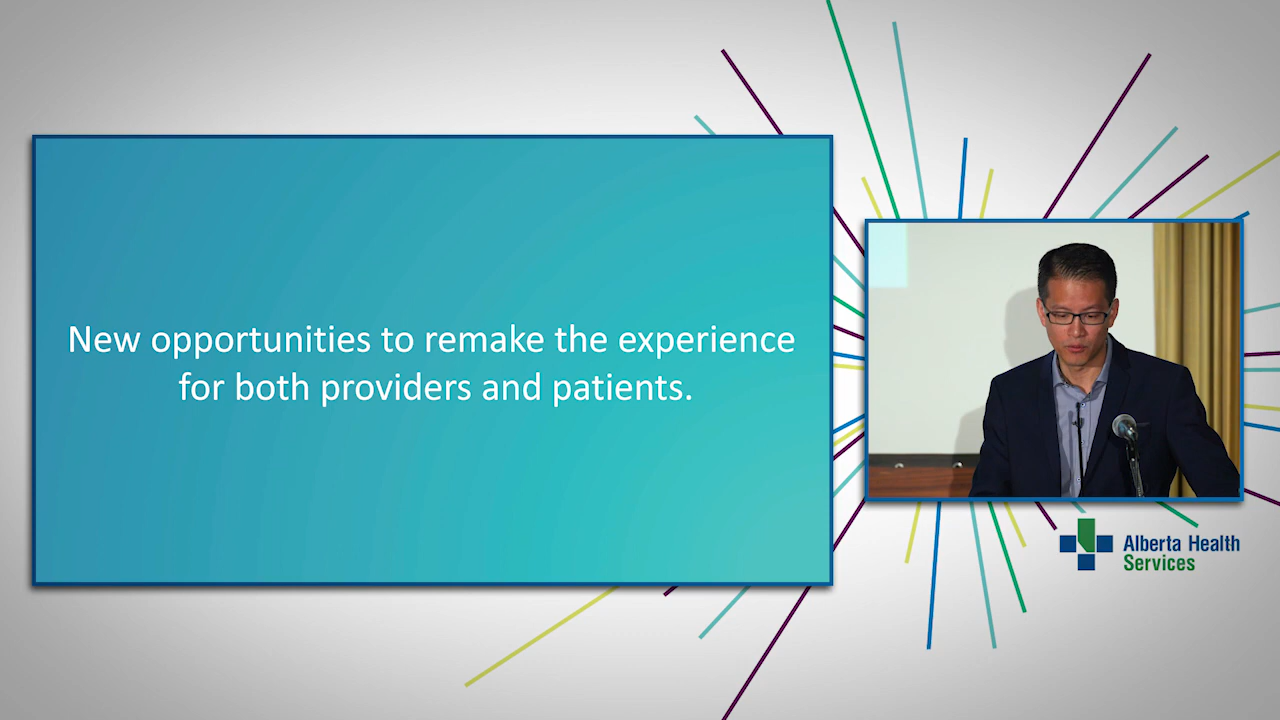 New opportunities to remake the experience
for both providers and patients.
Alberta Health
Services